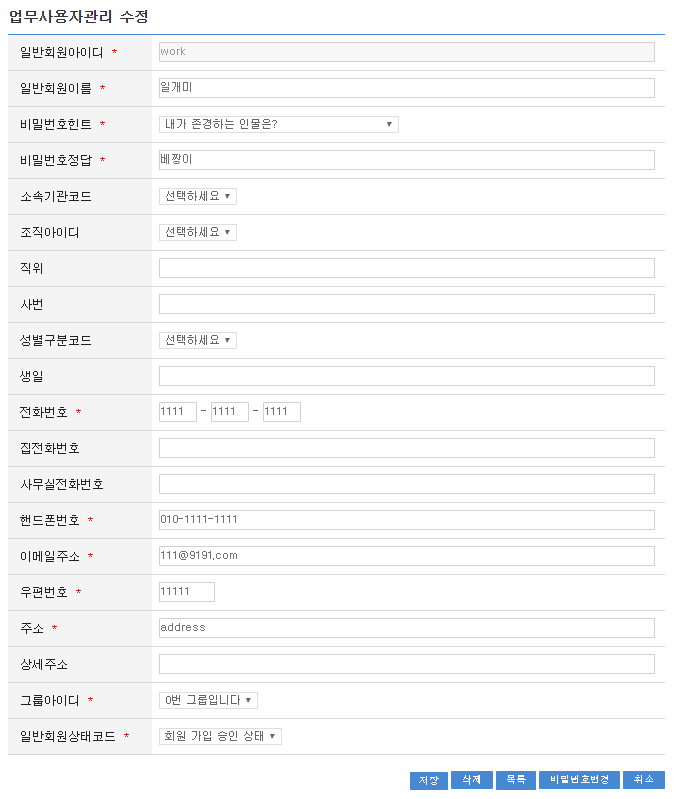 업무사용자관리 수정
일반회원아이디 * work
일반회원이름 * 일개미
비밀번호힌트 * 내가 존경하는 인물은? ▼
비밀번호정답 * 베짱이
소속기관코드 선택하세요 ▼
조직아이디 선택하세요 ▼
직위
사번
성별구분코드 선택하세요 ▼
생일
전화번호 * 1111 - 1111 - 1111
집전화번호
사무실전화번호
핸드폰번호 * 010-1111-1111
이메일주소 * 111@9191.com
우편번호 * 11111
주소 * address
상세주소
그룹아이디 * 0번 그룹입니다 ▼
일반회원상태코드 * 회원 가입 승인 상태 ▼
저장 삭제 목록 비밀번호변경 취소